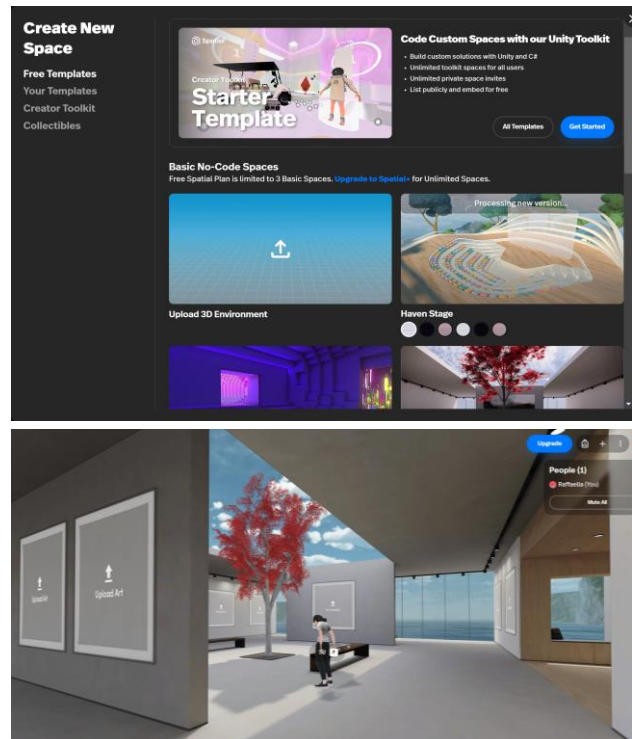 Create New
Space
Free Templates
Your Templates
Creator Toolkit
Collectibles
Spatial
Creator Toolkit
Starter
Template
Code Custom Spaces with our Unity Toolkit
• Build custom solutions with Unity and C#
• Unlimited toolkit spaces for all users
• Unlimited private space invites
• List publicly and embed for free
All Templates
Get Started
Basic No-Code Spaces
Free Spatial Plan is limited to 3 Basic Spaces. Upgrade to Spatial+ for Unlimited Spaces.
Processing new version...
Upload 3D Environment
Haven Stage
Upgrade
People (1)
Raffaella (You)
Mute All
Upload Art
Upload Art